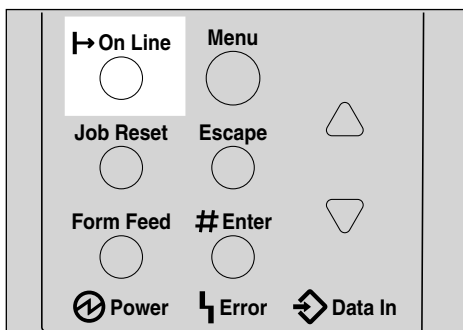 On Line Menu
Job Reset Escape
Form Feed # Enter
Power Error Data In